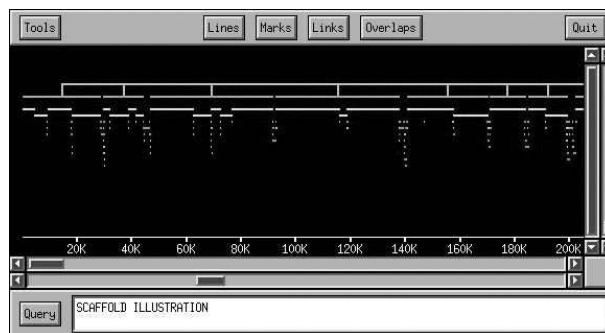 Tools Lines Marks Links Overlaps Quit
20K 40K 60K 80K 100K 120K 140K 160K 180K 200K
Query SCAFFOLD ILLUSTRATION